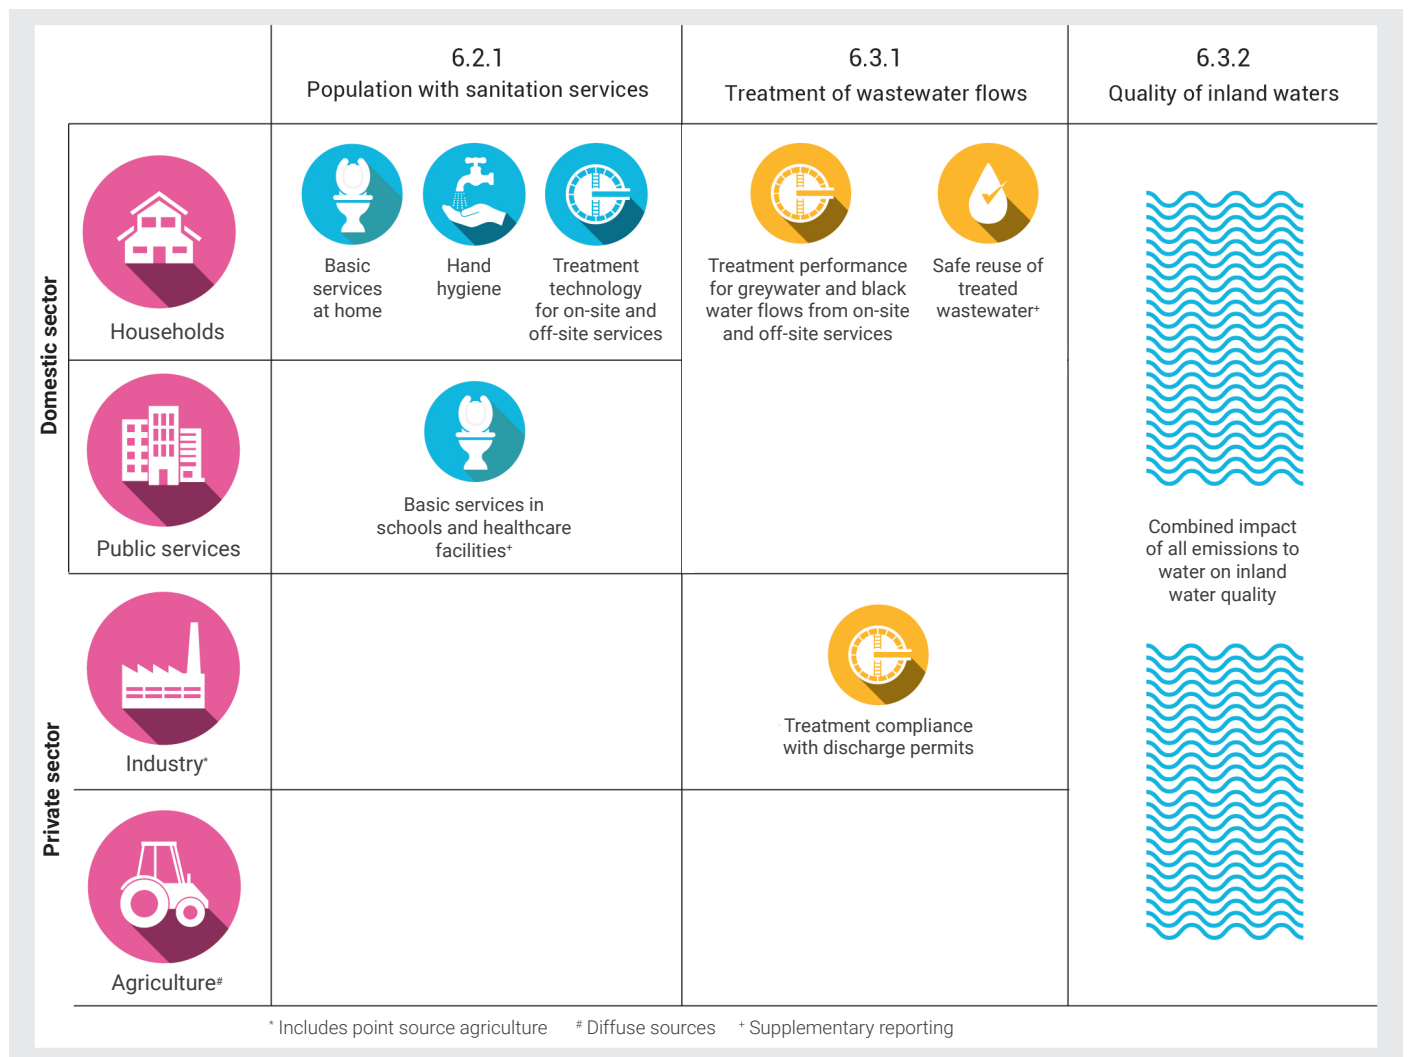 6.2.1
Population with sanitation services
6.3.1
Treatment of wastewater flows
6.3.2
Quality of inland waters
Domestic sector
Households
Basic
services
at home
Hand
hygiene
Treatment
technology
for on-site and
off-site services
Treatment performance
for greywater and black
water flows from on-site
and off-site services
Safe reuse of
treated
wastewater+
Public services
Basic services in
schools and healthcare
facilities+
Combined impact
of all emissions to
water on inland
water quality
Private sector
Industry*
Treatment compliance
with discharge permits
Agriculture#
* Includes point source agriculture # Diffuse sources + Supplementary reporting